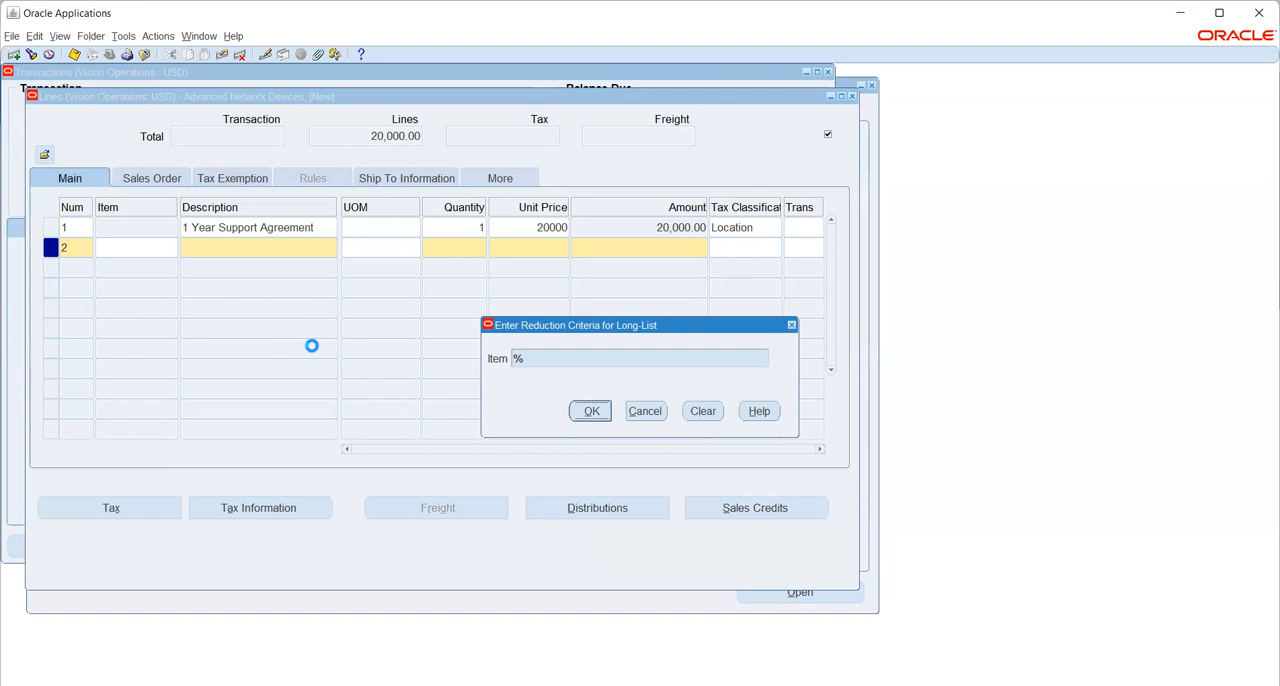 Oracle Applications
File Edit View Folder Tools Actions Window Help
ORACLE
Transactions (Vision Operations : USD)
Transaction Balance Due
Lines (Vision Operations: USD) - Advanced Network Devices, [New]
Transaction Lines Tax Freight
Total 20,000.00
Main Sales Order Tax Exemption Rules Ship To Information More
Num Item Description UOM Quantity Unit Price Amount Tax Classificat Trans
1 1 Year Support Agreement 1 20000 20,000.00 Location
2
Enter Reduction Criteria for Long-List
Item %
OK Cancel Clear Help
Tax Tax Information Freight Distributions Sales Credits
Open